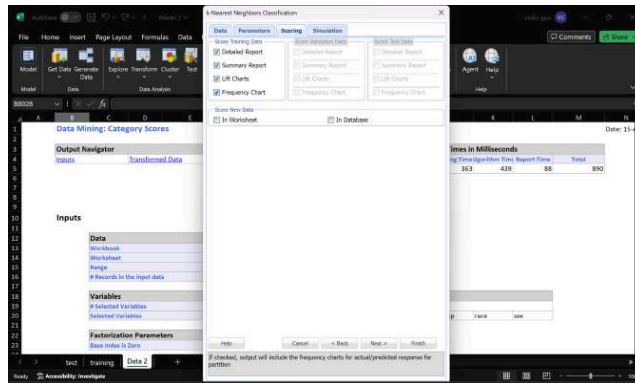 k-Nearest Neighbors Classification
File Home Insert Page Layout Formulas Data
Comments
Share
Data Parameters Scoring Simulation
Score Training Data
Score Validation Data
Score Test Data
Detailed Report
Detailed Report
Detailed Report
Summary Report
Summary Report
Summary Report
Lift Charts
Lift Charts
Lift Charts
Frequency Chart
Frequency Chart
Frequency Chart
Score New Data
In Worksheet
In Database
Model
Get Data
Generate Data
Explore
Transform
Cluster
Text
Agent
Help
Model
Data
Data Analysis
Help
B8028
fx
Data Mining: Category Scores
Date: 15-
Output Navigator
Inputs
Transformed Data
Times in Milliseconds
Report Time
Total
363 439 88 890
Inputs
Data
Workbook
Worksheet
Range
# Records in the input data
Variables
# Selected Variables
Selected Variables
race
sex
Factorization Parameters
Base Index is Zero
Help
Cancel
< Back
Next >
Finish
If checked, output will include the frequency charts for actual/predicted response for
partition
test training Data 2
Ready
Accessibility: Investigate